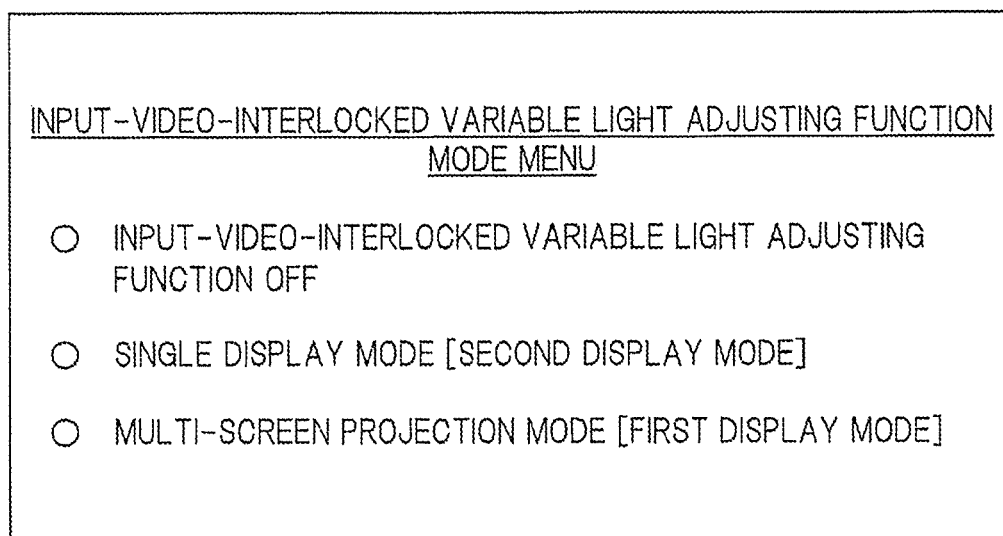 INPUT-VIDEO-INTERLOCKED VARIABLE LIGHT ADJUSTING FUNCTION
MODE MENU
INPUT-VIDEO-INTERLOCKED VARIABLE LIGHT ADJUSTING
FUNCTION OFF
SINGLE DISPLAY MODE [SECOND DISPLAY MODE]
MULTI-SCREEN PROJECTION MODE [FIRST DISPLAY MODE]